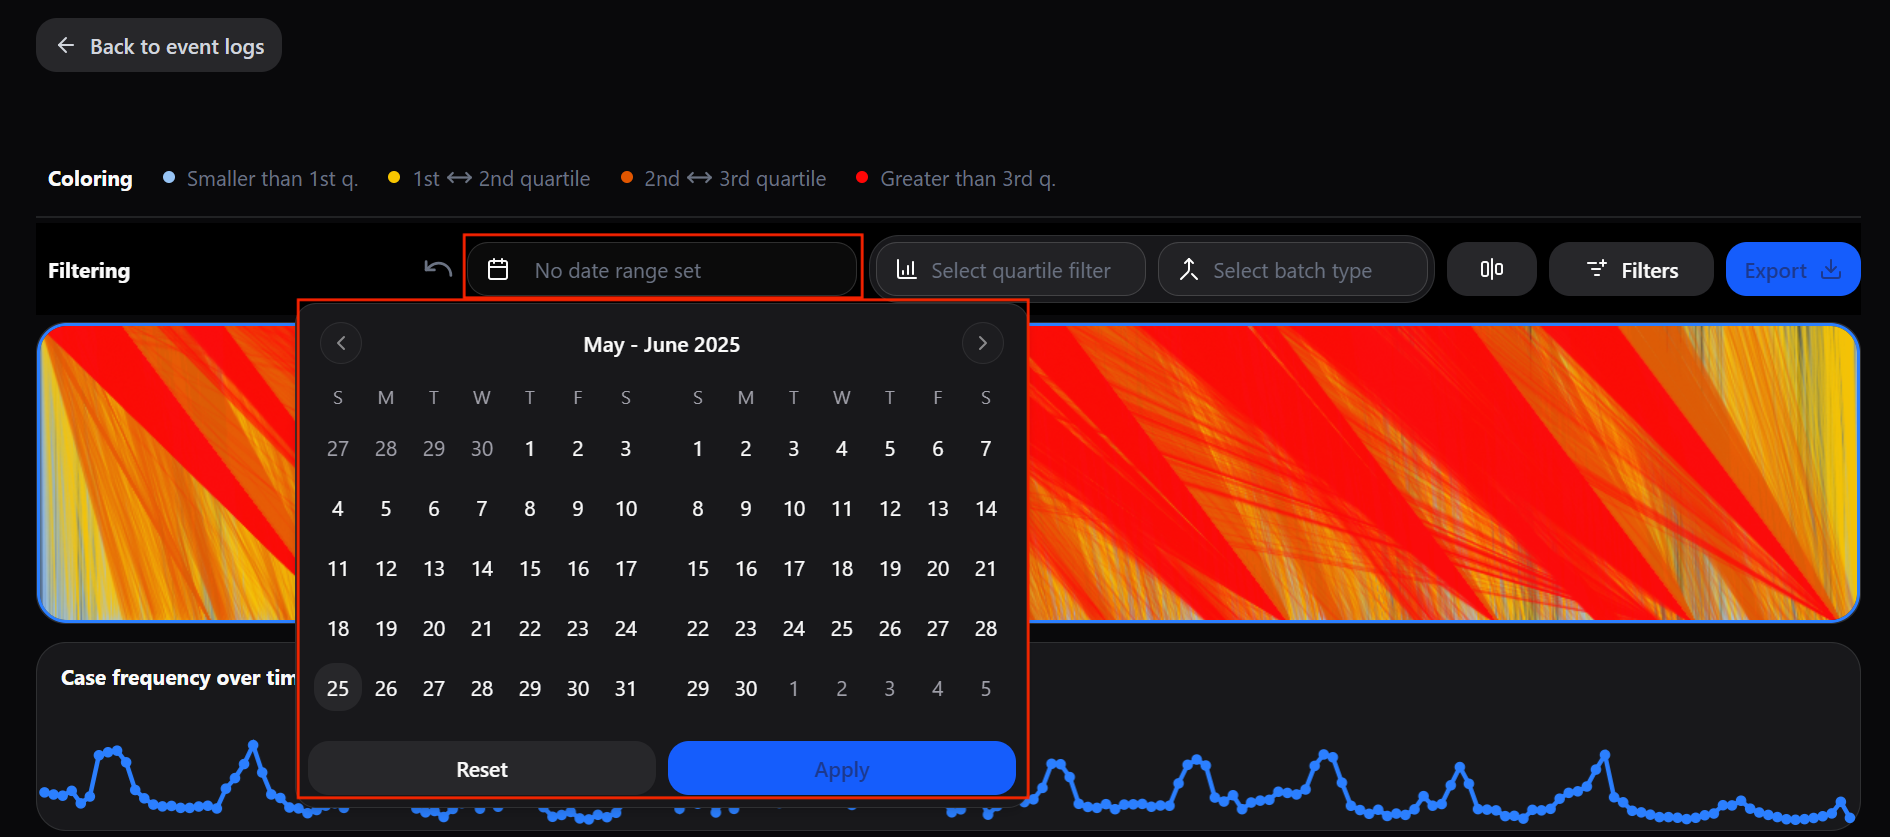 Back to event logs
Coloring Smaller than 1st q. 1st ↔ 2nd quartile 2nd ↔ 3rd quartile Greater than 3rd q.
Filtering No date range set Select quartile filter Select batch type Filters Export
May - June 2025
S M T W T F S S M T W T F S
27 28 29 30 1 2 3 1 2 3 4 5 6 7
4 5 6 7 8 9 10 8 9 10 11 12 13 14
11 12 13 14 15 16 17 15 16 17 18 19 20 21
18 19 20 21 22 23 24 22 23 24 25 26 27 28
25 26 27 28 29 30 31 29 30 1 2 3 4 5
Case frequency over
Reset Apply